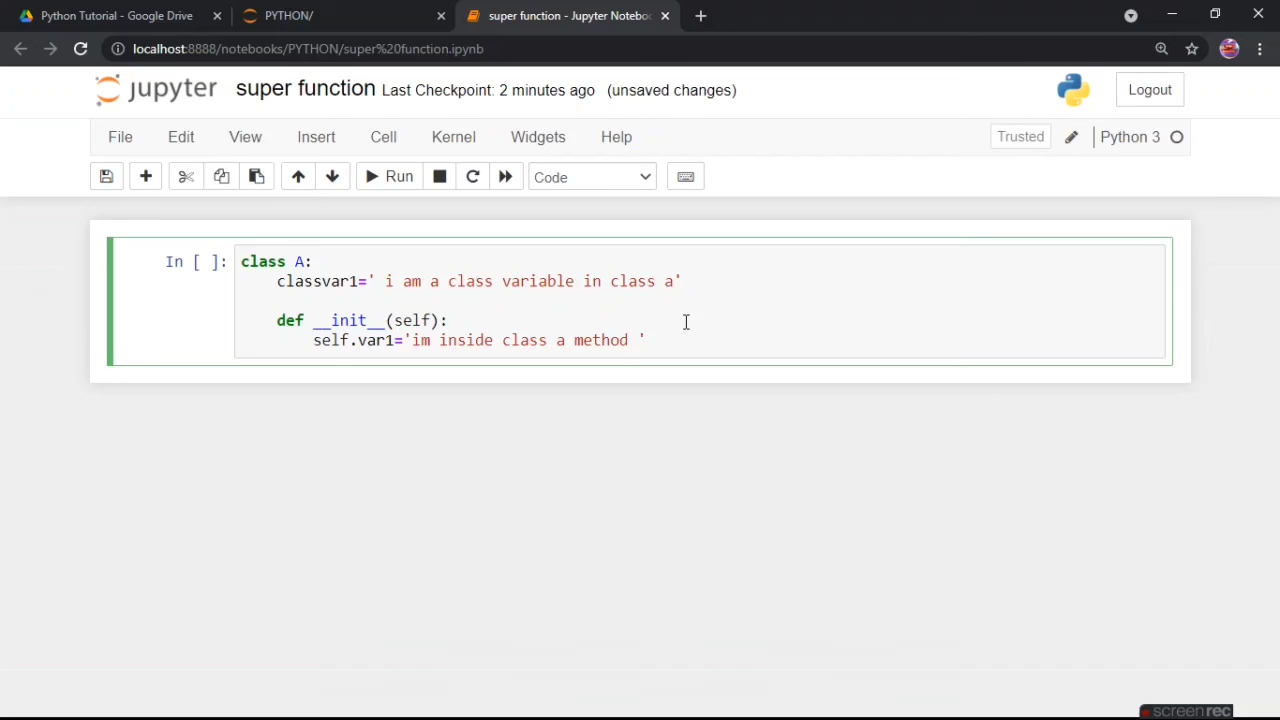 Python Tutorial - Google Drive
PYTHON/
super function - Jupyter Notebo
localhost:8888/notebooks/PYTHON/super%20function.ipynb
jupyter super function Last Checkpoint: 2 minutes ago (unsaved changes)
Logout
File Edit View Insert Cell Kernel Widgets Help
Trusted Python 3
Run Code
In [ ]: class A:
classvar1=' i am a class variable in class a'
def __init__(self):
self.var1='im inside class a method '
screenrec